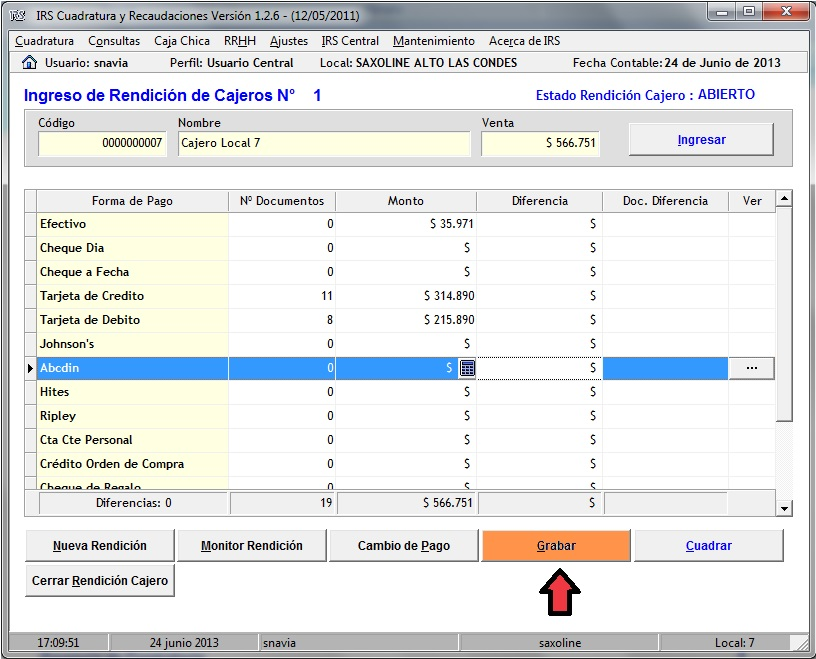 IRS IRS Cuadratura y Recaudaciones Versión 1.2.6 - (12/05/2011)
Cuadratura Consultas Caja Chica RRHH Ajustes IRS Central Mantenimiento Acerca de IRS
Usuario: snavia Perfil: Usuario Central Local: SAXOLINE ALTO LAS CONDES Fecha Contable: 24 de Junio de 2013
Ingreso de Rendición de Cajeros N° 1 Estado Rendición Cajero : ABIERTO
Código Nombre Venta
0000000007 Cajero Local 7 $ 566.751 Ingresar
Forma de Pago Nº Documentos Monto Diferencia Doc. Diferencia Ver
Efectivo 0 $ 35.971 $
Cheque Dia 0 $ $
Cheque a Fecha 0 $ $
Tarjeta de Credito 11 $ 314.890 $
Tarjeta de Debito 8 $ 215.890 $
Johnson's 0 $ $
Abcdin 0 $ $ ...
Hites 0 $ $
Ripley 0 $ $
Cta Cte Personal 0 $ $
Crédito Orden de Compra 0 $ $
Cheque de Regalo 0 $ $
Diferencias: 0 19 $ 566.751 $
Nueva Rendición Monitor Rendición Cambio de Pago Grabar Cuadrar
Cerrar Rendición Cajero
17:09:51 24 junio 2013 snavia saxoline Local: 7